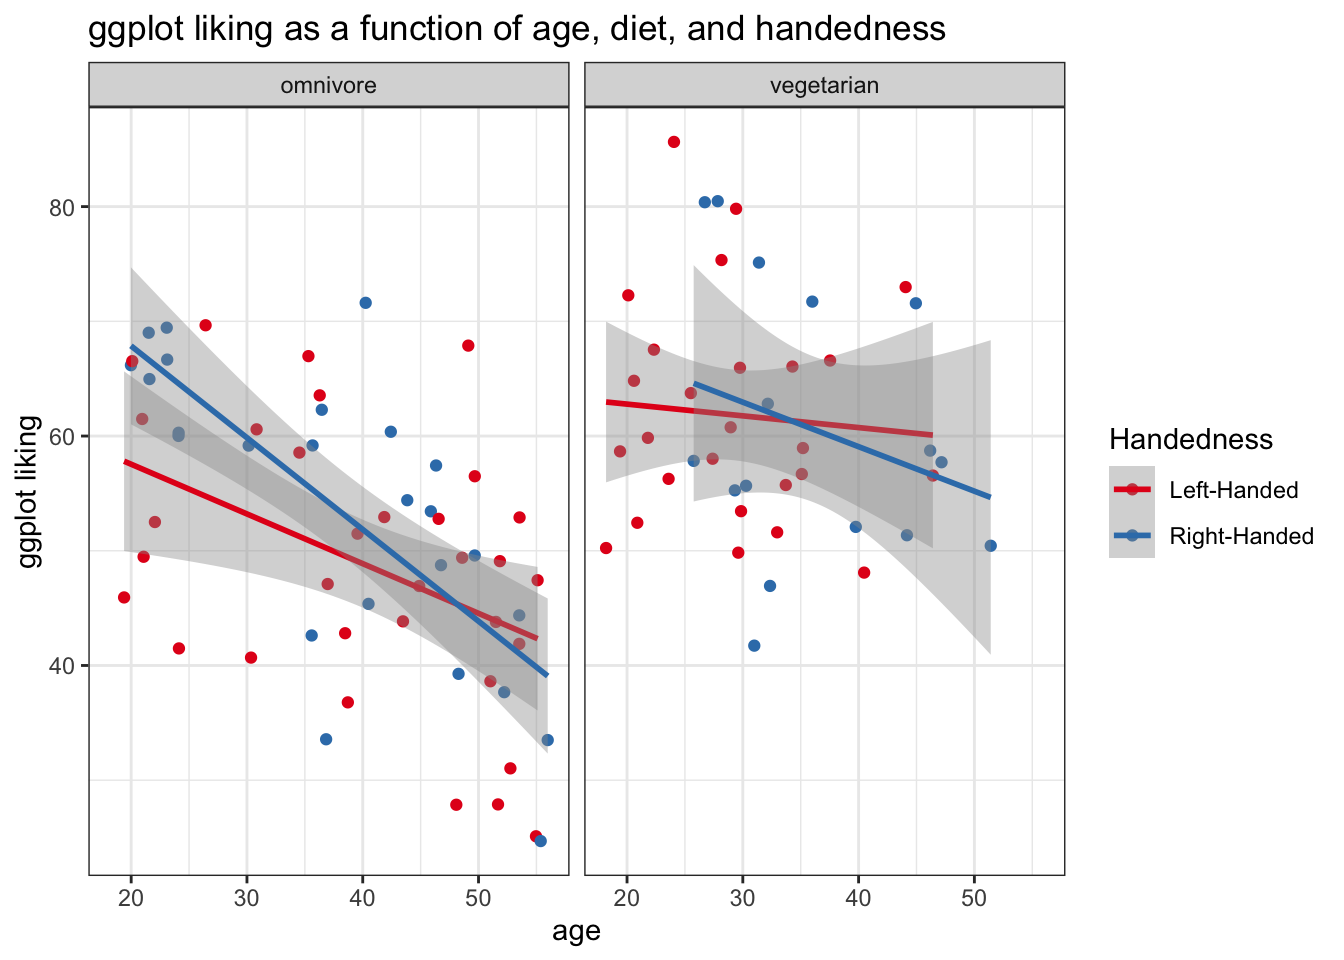 ggplot liking as a function of age, diet, and handedness
omnivore
vegetarian
80
60
40
ggplot liking
20 30 40 50
20 30 40 50
age
Handedness
Left-Handed
Right-Handed